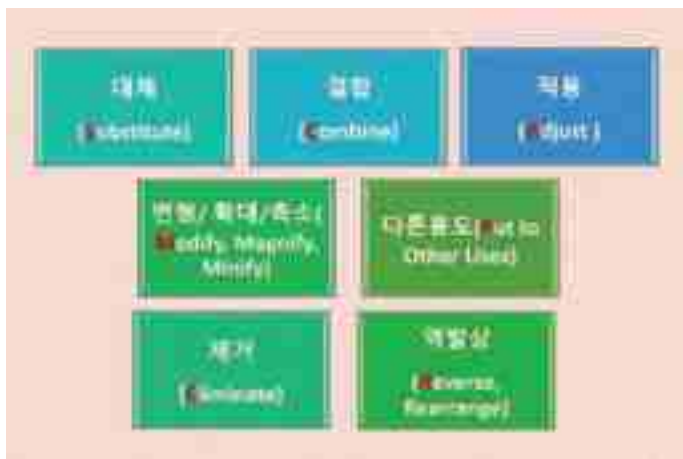 대체
(Substitute)
결합
(Combine)
적용
(Adjust )
변형/ 확대/축소(
Modify, Magnify,
Minify)
다른용도(Put to
Other Uses)
제거
(Eliminate)
역발상
(Reverse,
Rearrange)